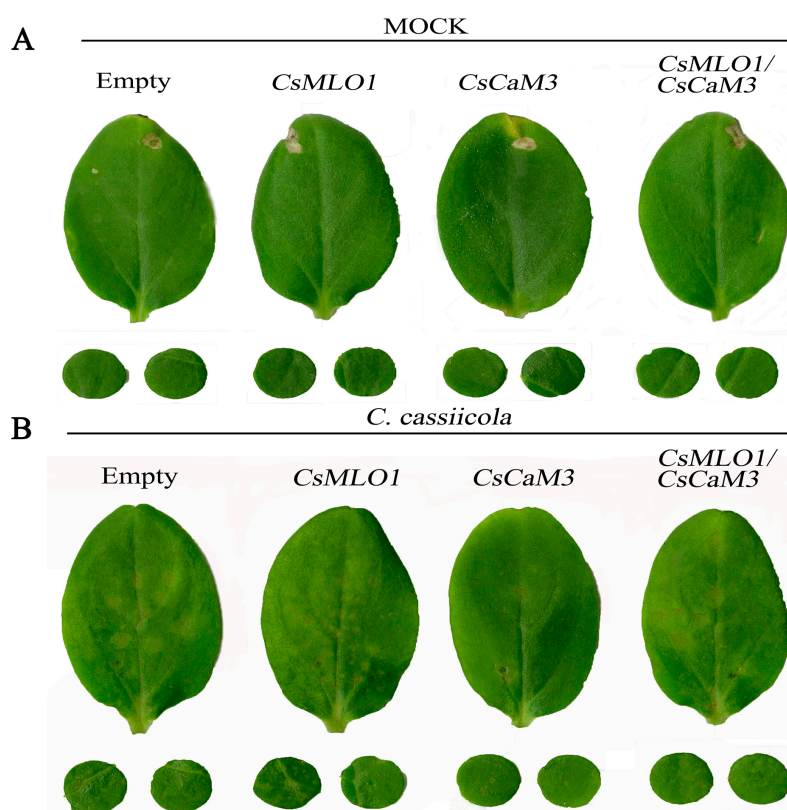 A
MOCK
Empty
CsMLO1
CsCaM3
CsMLO1/
CsCaM3
B
C. cassiicola
Empty
CsMLO1
CsCaM3
CsMLO1/
CsCaM3